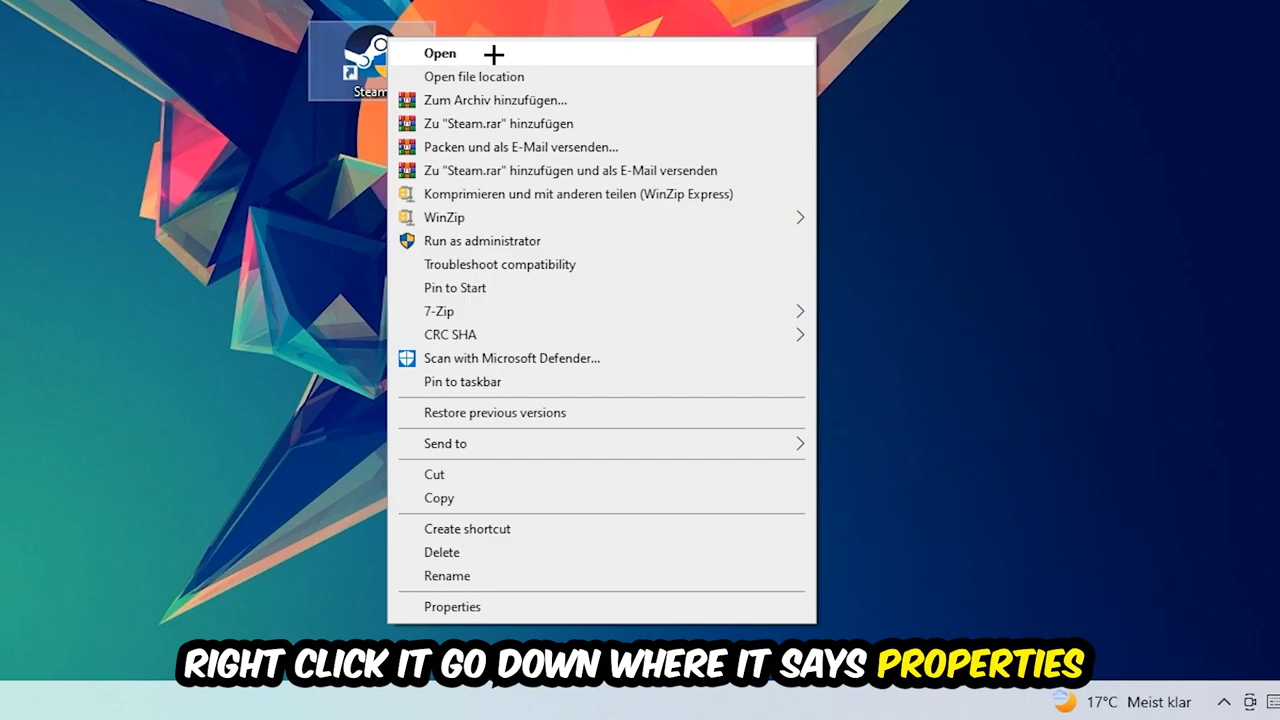 Steam
Open
Open file location
Zum Archiv hinzufügen...
Zu "Steam.rar" hinzufügen
Packen und als E-Mail versenden...
Zu "Steam.rar" hinzufügen und als E-Mail versenden
Komprimieren und mit anderen teilen (WinZip Express)
WinZip
Run as administrator
Troubleshoot compatibility
Pin to Start
7-Zip
CRC SHA
Scan with Microsoft Defender...
Pin to taskbar
Restore previous versions
Send to
Cut
Copy
Create shortcut
Delete
Rename
Properties
RIGHT CLICK IT GO DOWN WHERE IT SAYS PROPERTIES
17°C Meist klar